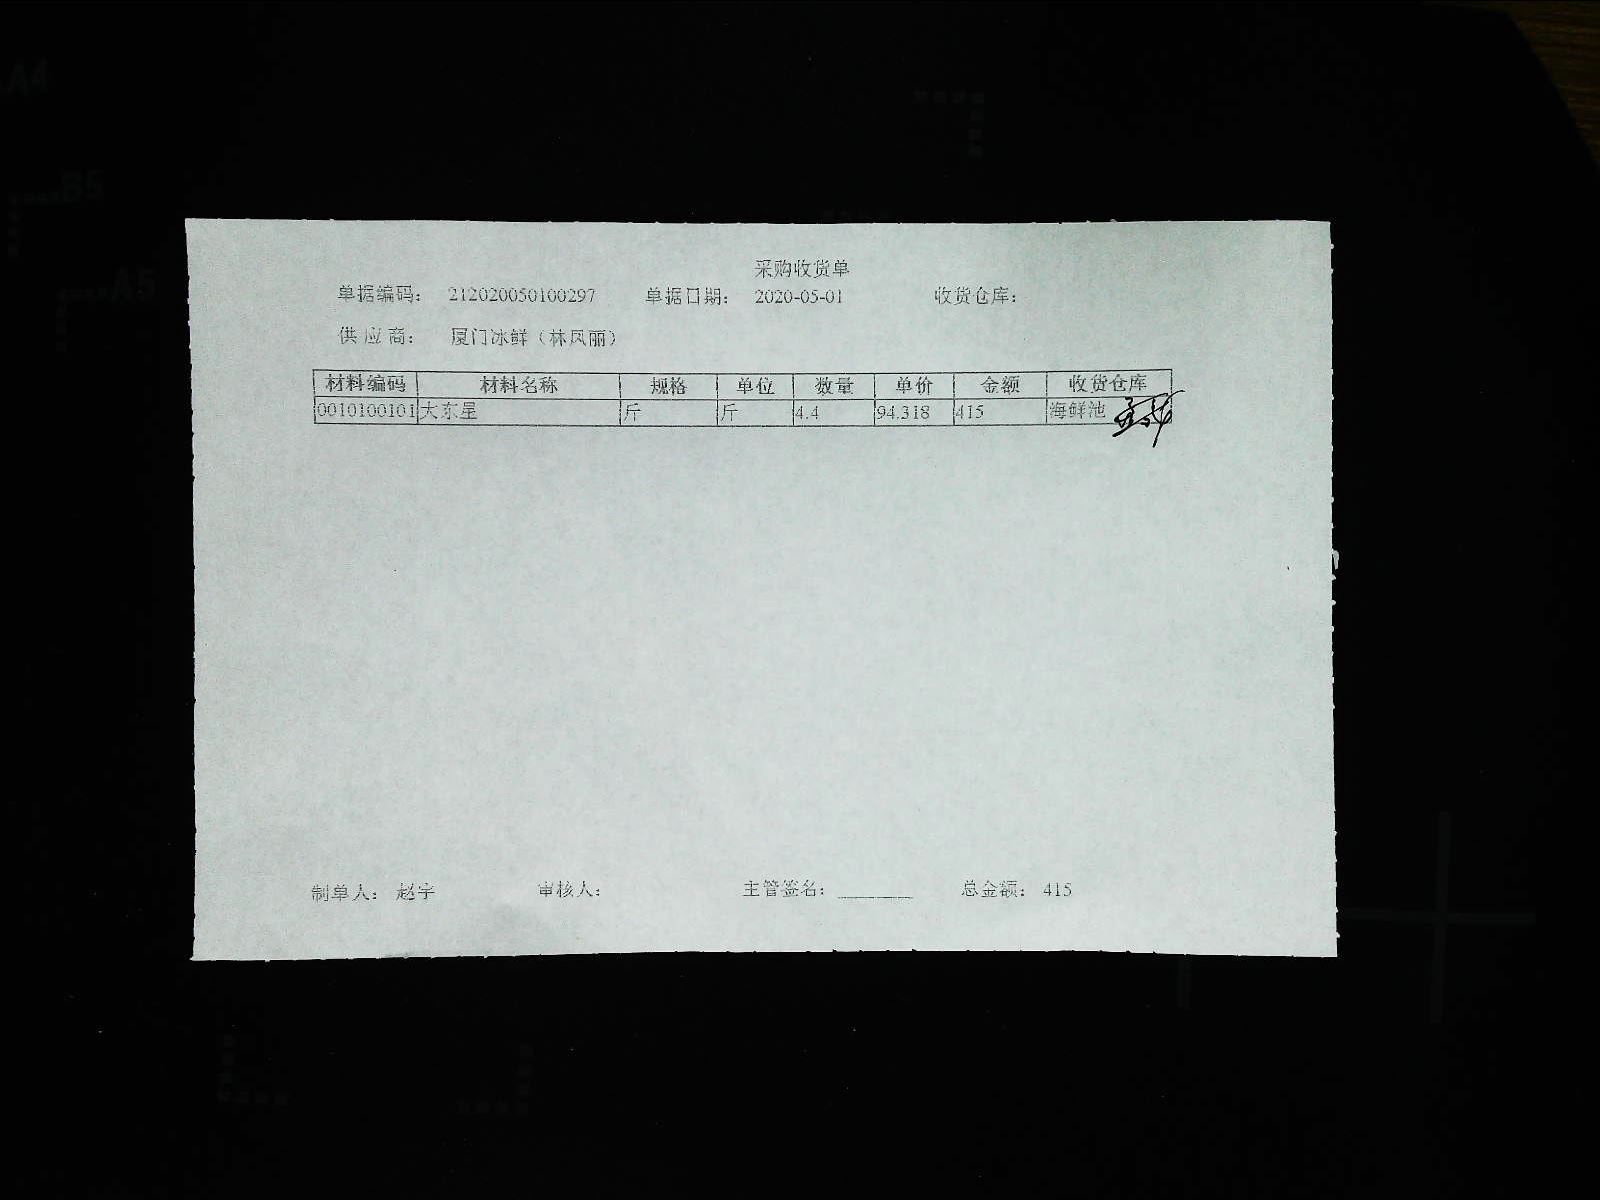 A4
B5
A5
采购收货单
单据编码： 212020050100297 单据日期： 2020-05-01 收货仓库：
供应商： 厦门冰鲜（林凤丽）
材料编码 材料名称 规格 单位 数量 单价 金额 收货仓库
0010100101 大东星 斤 斤 4.4 94.318 415 海鲜池
制单人： 赵宇 审核人： 主管签名： ________ 总金额： 415